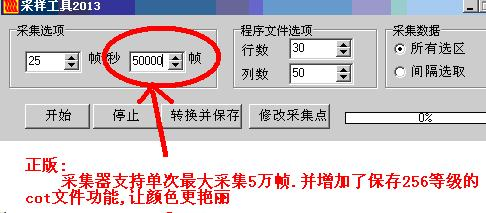 采样工具2013
采集选项
25 帧 秒 50000 帧
程序文件选项
行数 30
列数 50
采集数据
所有选区
间隔选取
开始 停止 转换并保存 修改采集点 0%
正版:
采集器支持单次最大采集5万帧.并增加了保存256等级的
cot文件功能,让颜色更艳丽